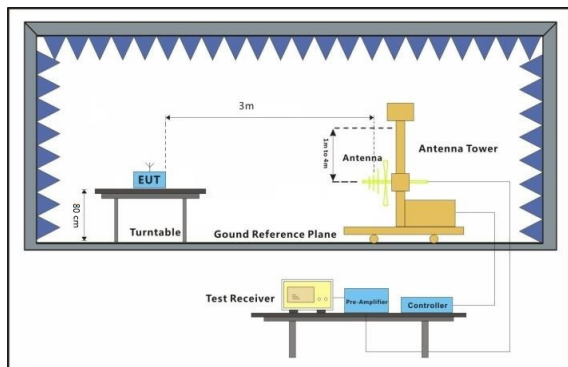 3m
1m to 4m
Antenna
Antenna Tower
EUT
80 cm
Turntable
Gound Reference Plane
Test Receiver
Pre-Amplifier
Controller